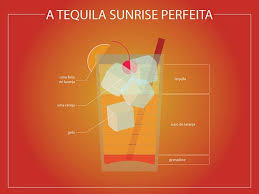 A TEQUILA SUNRISE PERFEITA
uma fatia
de laranja
uma cereja
gelo
tequila
suco de laranja
grenadine